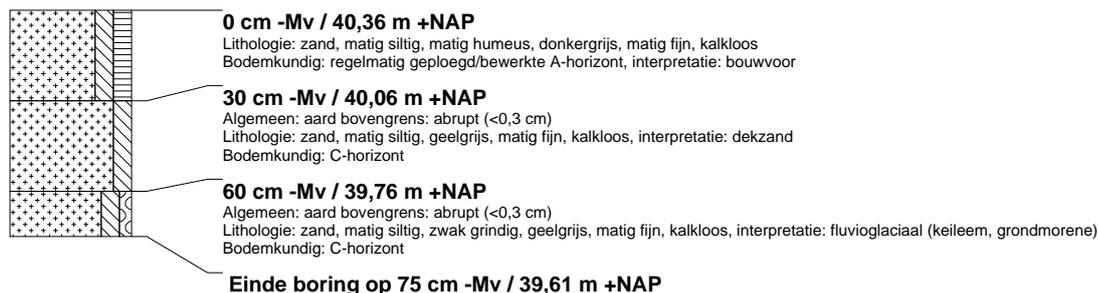 0 cm -Mv / 40,36 m +NAP
Lithologie: zand, matig siltig, matig humeus, donkergrijs, matig fijn, kalkloos
Bodemkundig: regelmatig geploegd/bewerkte A-horizont, interpretatie: bouwvoor
30 cm -Mv / 40,06 m +NAP
Algemeen: aard bovengrens: abrupt (<0,3 cm)
Lithologie: zand, matig siltig, geelgrijs, matig fijn, kalkloos, interpretatie: dekzand
Bodemkundig: C-horizont
60 cm -Mv / 39,76 m +NAP
Algemeen: aard bovengrens: abrupt (<0,3 cm)
Lithologie: zand, matig siltig, zwak grindig, geelgrijs, matig fijn, kalkloos, interpretatie: fluvioglaciaal (keileem, grondmorene)
Bodemkundig: C-horizont
Einde boring op 75 cm -Mv / 39,61 m +NAP